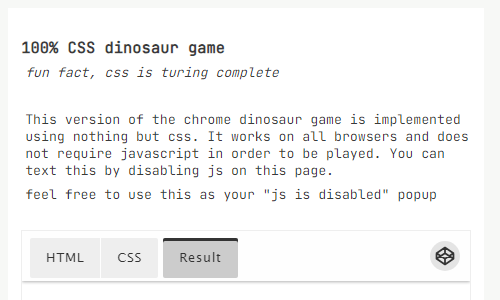 100% CSS dinosaur game
fun fact, css is turing complete
This version of the chrome dinosaur game is implemented
using nothing but css. It works on all browsers and does
not require javascript in order to be played. You can
text this by disabling js on this page.
feel free to use this as your "js is disabled" popup
HTML CSS Result